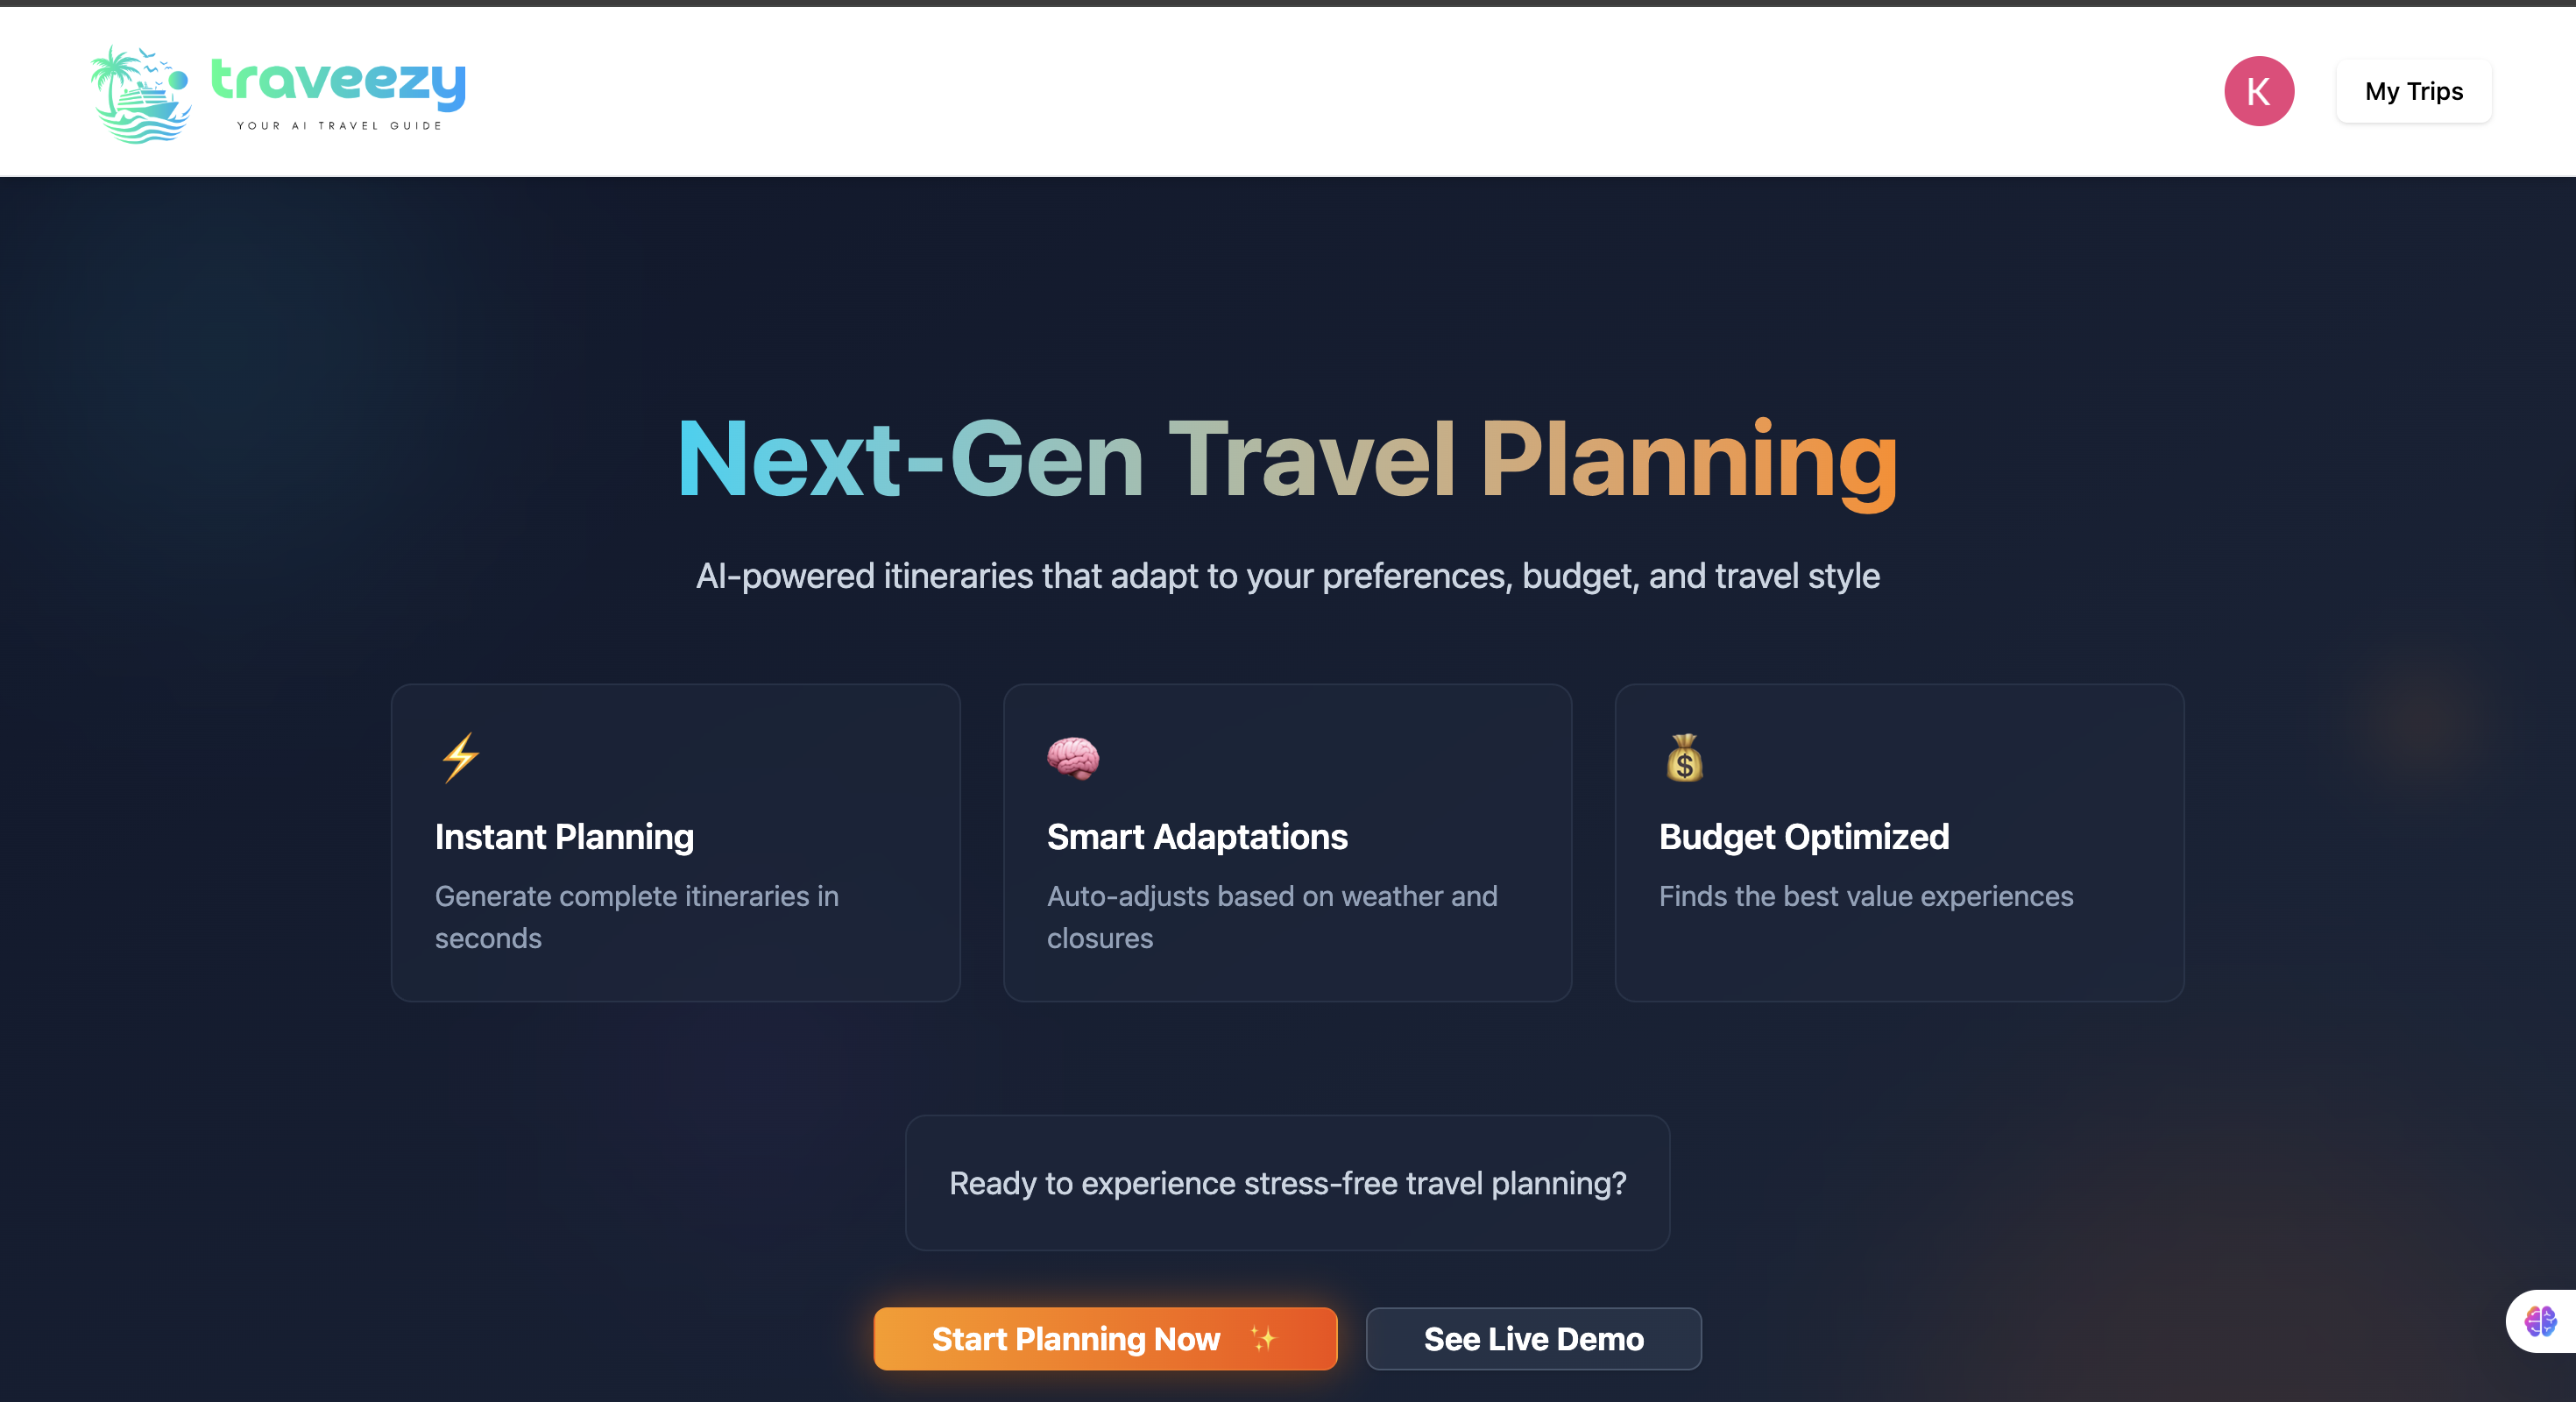 traveezy
YOUR AI TRAVEL GUIDE
K
My Trips
Next-Gen Travel Planning
AI-powered itineraries that adapt to your preferences, budget, and travel style
Instant Planning
Generate complete itineraries in
seconds
Smart Adaptations
Auto-adjusts based on weather and
closures
$
Budget Optimized
Finds the best value experiences
Ready to experience stress-free travel planning?
Start Planning Now ✨
See Live Demo